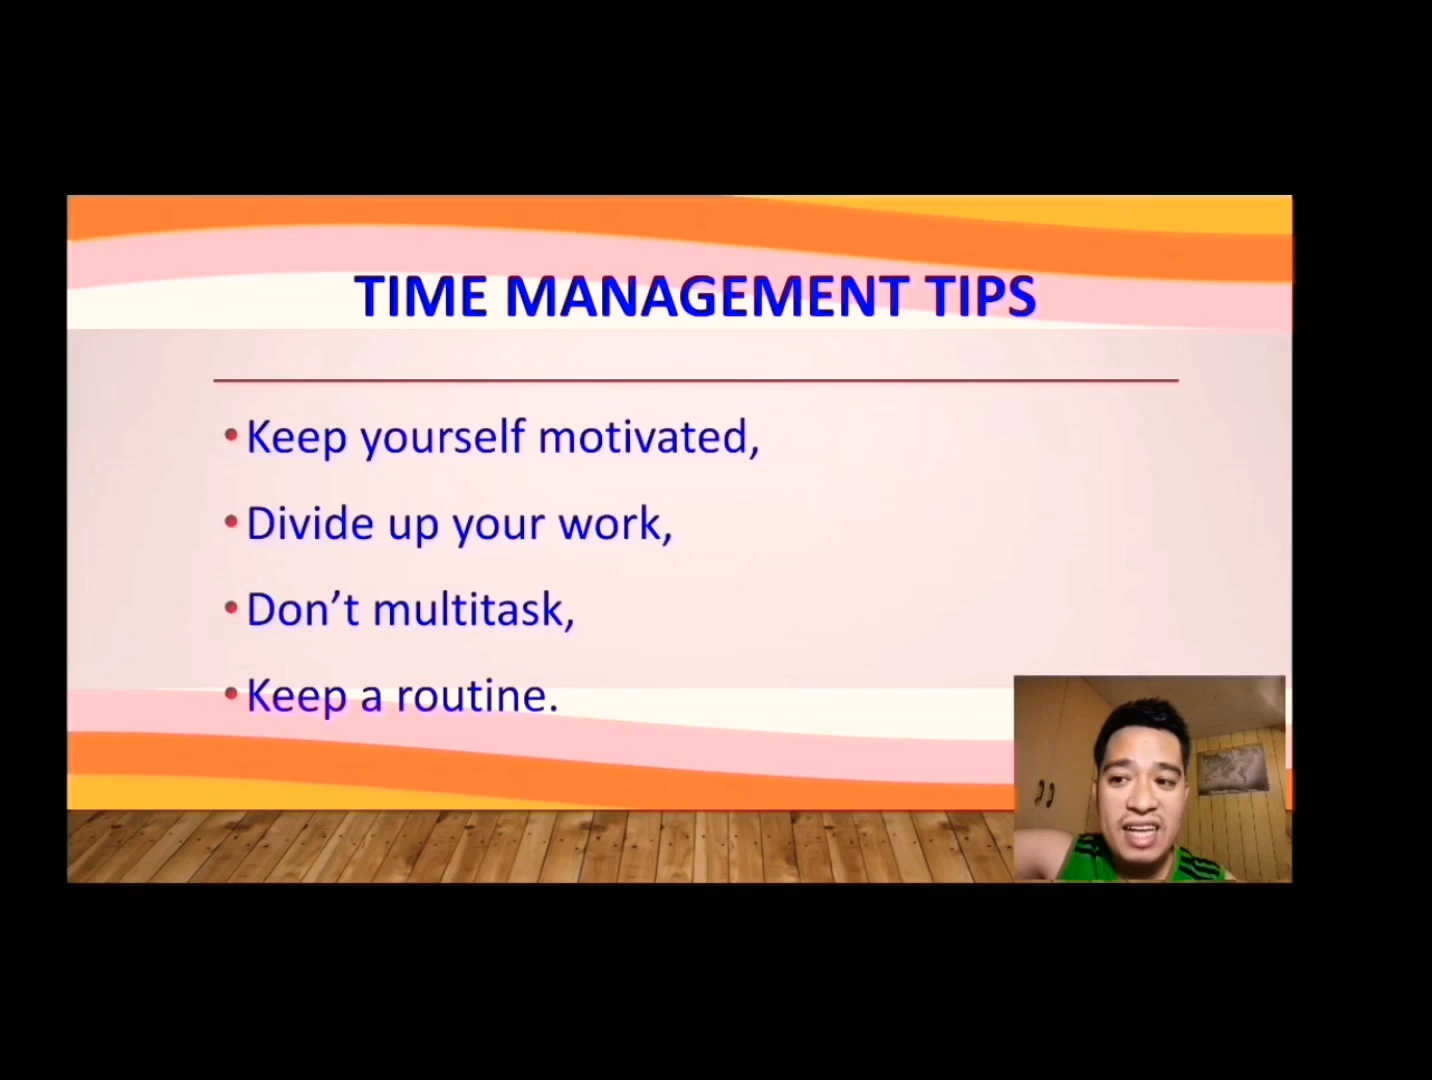 TIME MANAGEMENT TIPS
• Keep yourself motivated,
• Divide up your work,
• Don’t multitask,
• Keep a routine.